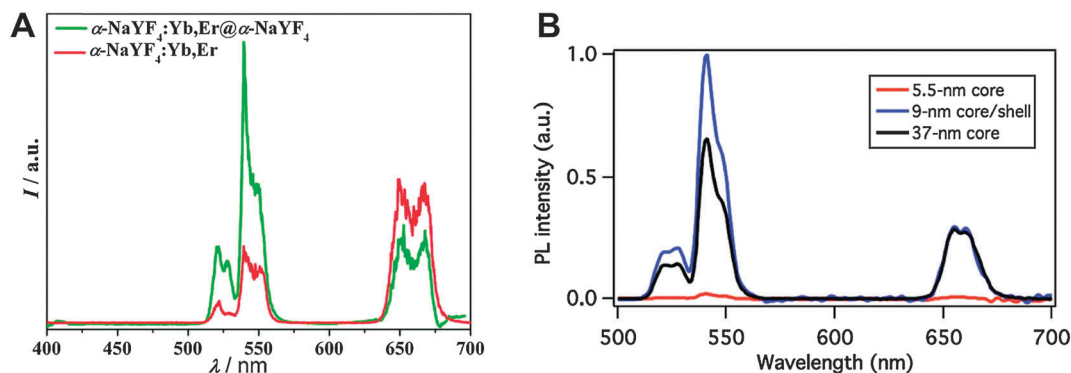 A
α-NaYF₄:Yb,Er@α-NaYF₄
α-NaYF₄:Yb,Er
I / a.u.
400 450 500 550 600 650 700
λ / nm
B
1.0
0.5
0.0
PL intensity (a.u.)
5.5-nm core
9-nm core/shell
37-nm core
500 550 600 650 700
Wavelength (nm)